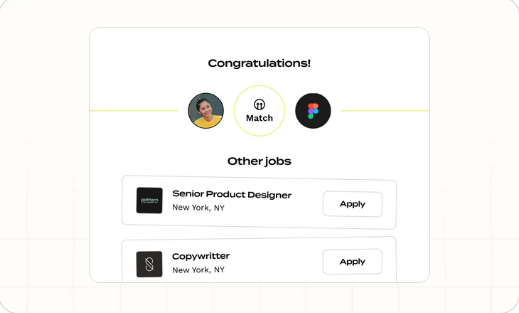 Congratulations!
Match
Other jobs
Senior Product Designer
New York, NY
Apply
Copywritter
New York, NY
Apply